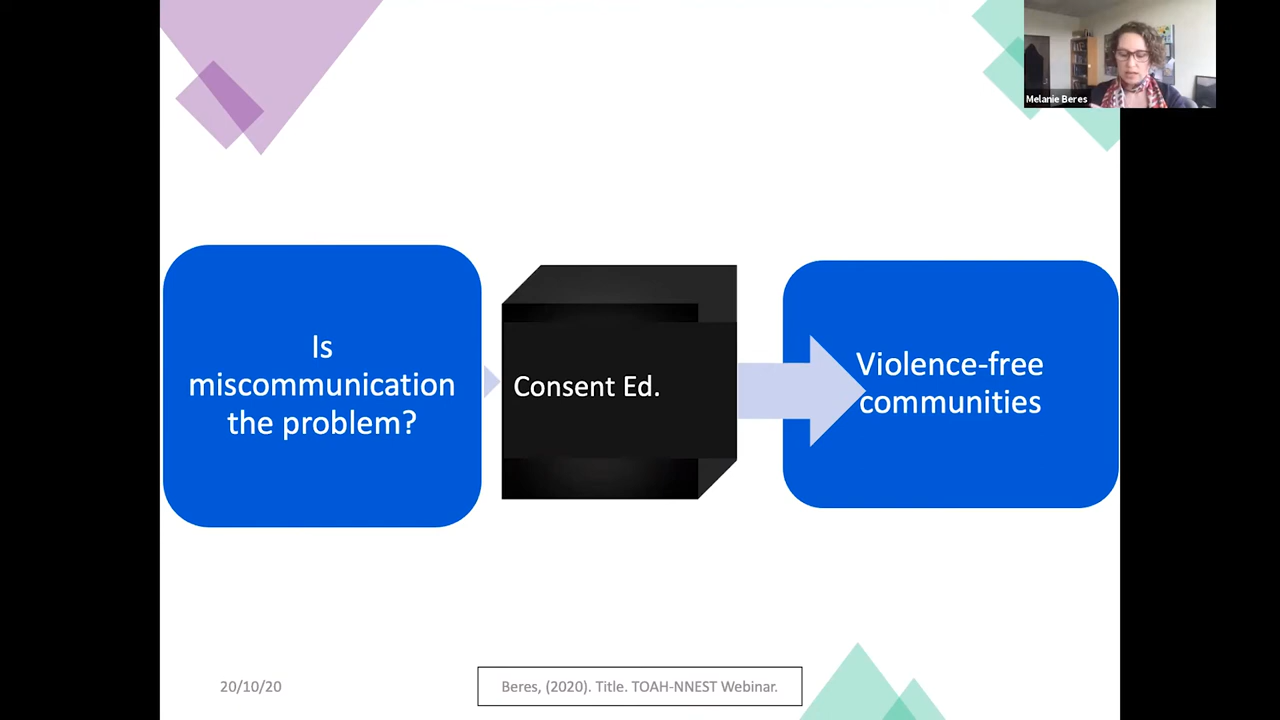 Melanie Beres
Is
miscommunication
the problem?
Consent Ed.
Violence-free
communities
20/10/20
Beres, (2020). Title. TOAH-NNEST Webinar.